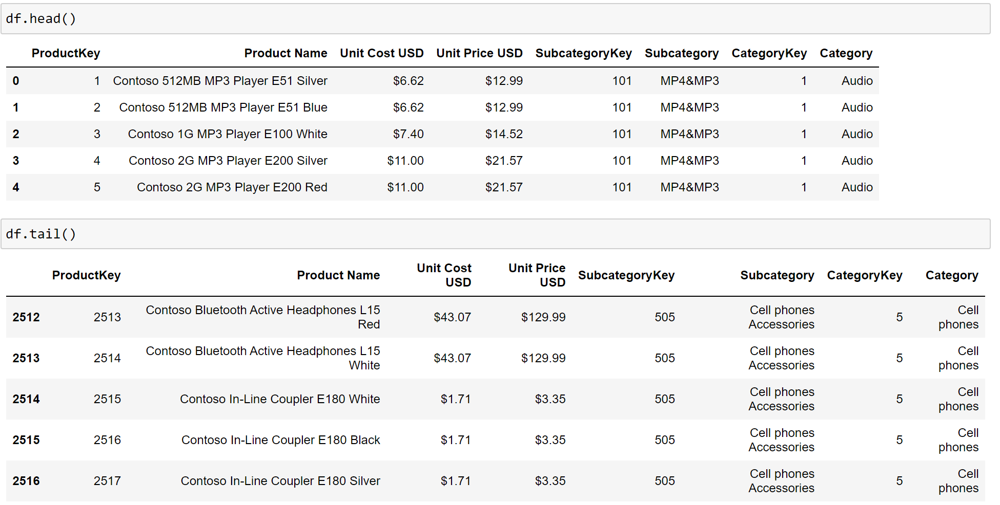 df.head()
ProductKey Product Name Unit Cost USD Unit Price USD SubcategoryKey Subcategory CategoryKey Category
0 1 Contoso 512MB MP3 Player E51 Silver $6.62 $12.99 101 MP4&MP3 1 Audio
1 2 Contoso 512MB MP3 Player E51 Blue $6.62 $12.99 101 MP4&MP3 1 Audio
2 3 Contoso 1G MP3 Player E100 White $7.40 $14.52 101 MP4&MP3 1 Audio
3 4 Contoso 2G MP3 Player E200 Silver $11.00 $21.57 101 MP4&MP3 1 Audio
4 5 Contoso 2G MP3 Player E200 Red $11.00 $21.57 101 MP4&MP3 1 Audio
df.tail()
ProductKey Product Name Unit Cost USD Unit Price USD SubcategoryKey Subcategory CategoryKey Category
2512 2513 Contoso Bluetooth Active Headphones L15 Red $43.07 $129.99 505 Cell phones Accessories 5 Cell phones
2513 2514 Contoso Bluetooth Active Headphones L15 White $43.07 $129.99 505 Cell phones Accessories 5 Cell phones
2514 2515 Contoso In-Line Coupler E180 White $1.71 $3.35 505 Cell phones Accessories 5 Cell phones
2515 2516 Contoso In-Line Coupler E180 Black $1.71 $3.35 505 Cell phones Accessories 5 Cell phones
2516 2517 Contoso In-Line Coupler E180 Silver $1.71 $3.35 505 Cell phones Accessories 5 Cell phones